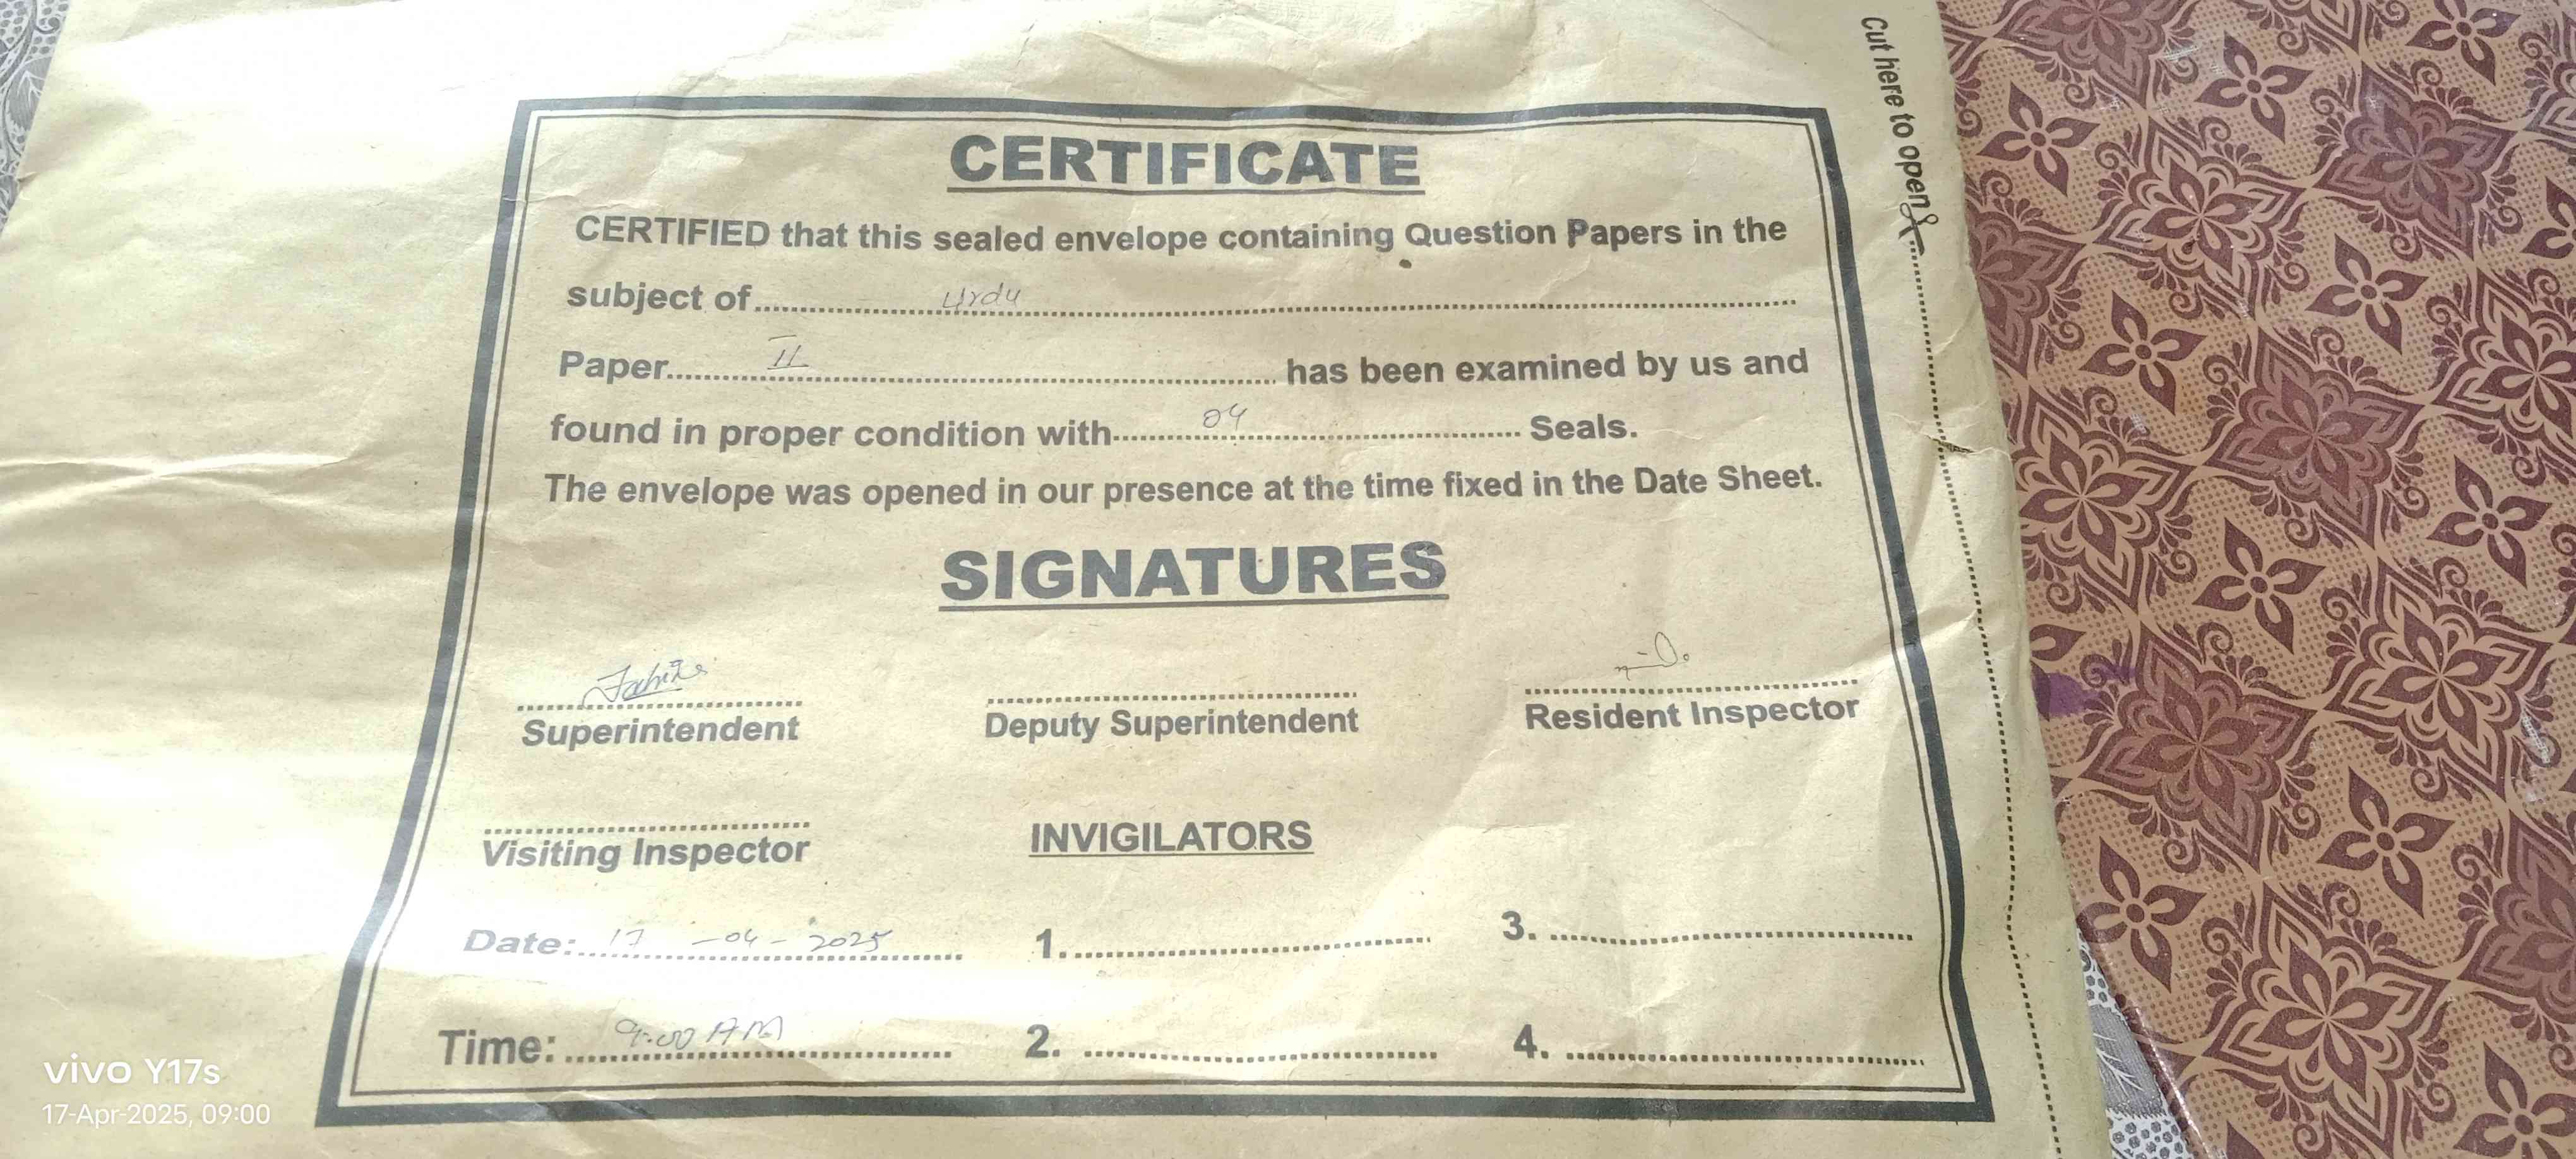 cut here to open
CERTIFICATE
CERTIFIED that this sealed envelope containing Question Papers in the
subject of.......... Urdu ..........
Paper.......... II .......... has been examined by us and
found in proper condition with.......... 04 .......... Seals.
The envelope was opened in our presence at the time fixed in the Date Sheet.
SIGNATURES
Superintendent Deputy Superintendent Resident Inspector
Visiting Inspector INVIGILATORS
Date: 17 - 04 - 2025 1. .......... 3. ..........
Time: 9:00 AM 2. .......... 4. ..........
vivo Y17s
17-Apr-2025, 09:00